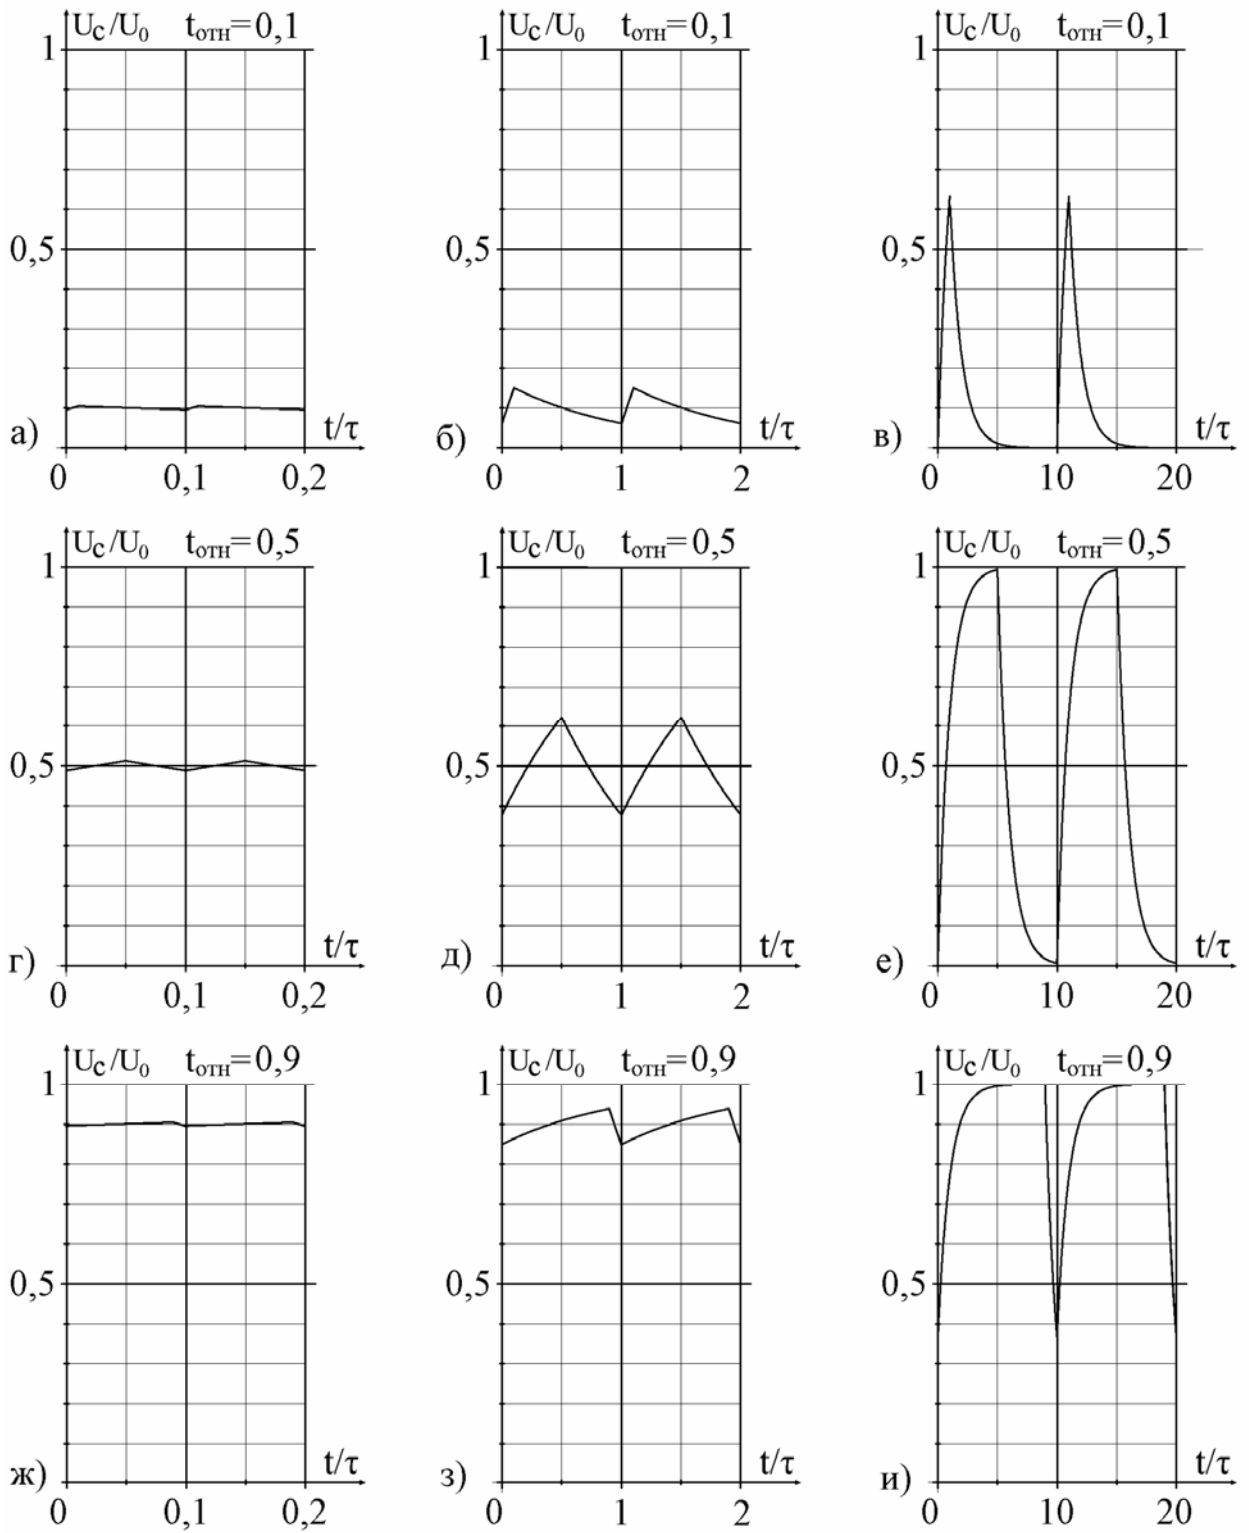 Uc/U₀ tотн=0,1 Uc/U₀ tотн=0,1 Uc/U₀ tотн=0,1
1 1 1
0,5 0,5 0,5
а) t/τ б) t/τ в) t/τ
0 0,1 0,2 0 1 2 0 10 20
Uc/U₀ tотн=0,5 Uc/U₀ tотн=0,5 Uc/U₀ tотн=0,5
1 1 1
0,5 0,5 0,5
г) t/τ д) t/τ е) t/τ
0 0,1 0,2 0 1 2 0 10 20
Uc/U₀ tотн=0,9 Uc/U₀ tотн=0,9 Uc/U₀ tотн=0,9
1 1 1
0,5 0,5 0,5
ж) t/τ з) t/τ и) t/τ
0 0,1 0,2 0 1 2 0 10 20